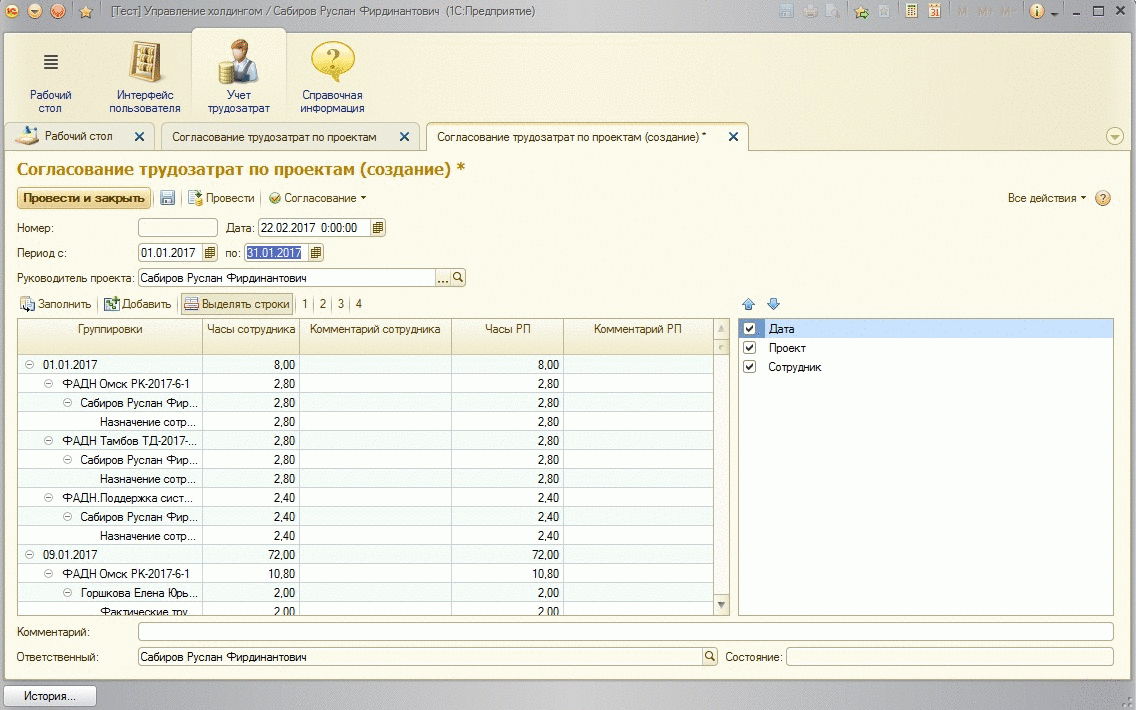 [Тест] Управление холдингом / Сабиров Руслан Фирдинантович (1С:Предприятие)
M M+ M-
Рабочий стол
Интерфейс пользователя
Учет трудозатрат
Справочная информация
Рабочий стол
Согласование трудозатрат по проектам
Согласование трудозатрат по проектам (создание) *
Согласование трудозатрат по проектам (создание) *
Провести и закрыть Провести Согласование Все действия
Номер: Дата: 22.02.2017 0:00:00
Период с: 01.01.2017 по: 31.01.2017
Руководитель проекта: Сабиров Руслан Фирдинантович ...
Заполнить Добавить Выделять строки 1 2 3 4
Группировки Часы сотрудника Комментарий сотрудника Часы РП Комментарий РП
01.01.2017 8,00 8,00
ФАДН Омск РК-2017-6-1 2,80 2,80
Сабиров Руслан Фир... 2,80 2,80
Назначение сотр... 2,80 2,80
ФАДН Тамбов ТД-2017-... 2,80 2,80
Сабиров Руслан Фир... 2,80 2,80
Назначение сотр... 2,80 2,80
ФАДН.Поддержка сист... 2,40 2,40
Сабиров Руслан Фир... 2,40 2,40
Назначение сотр... 2,40 2,40
09.01.2017 72,00 72,00
ФАДН Омск РК-2017-6-1 10,80 10,80
Горшкова Елена Юрь... 2,00 2,00
Фактические тру... 2,00 2,00
Дата
Проект
Сотрудник
Комментарий:
Ответственный: Сабиров Руслан Фирдинантович Состояние:
История...